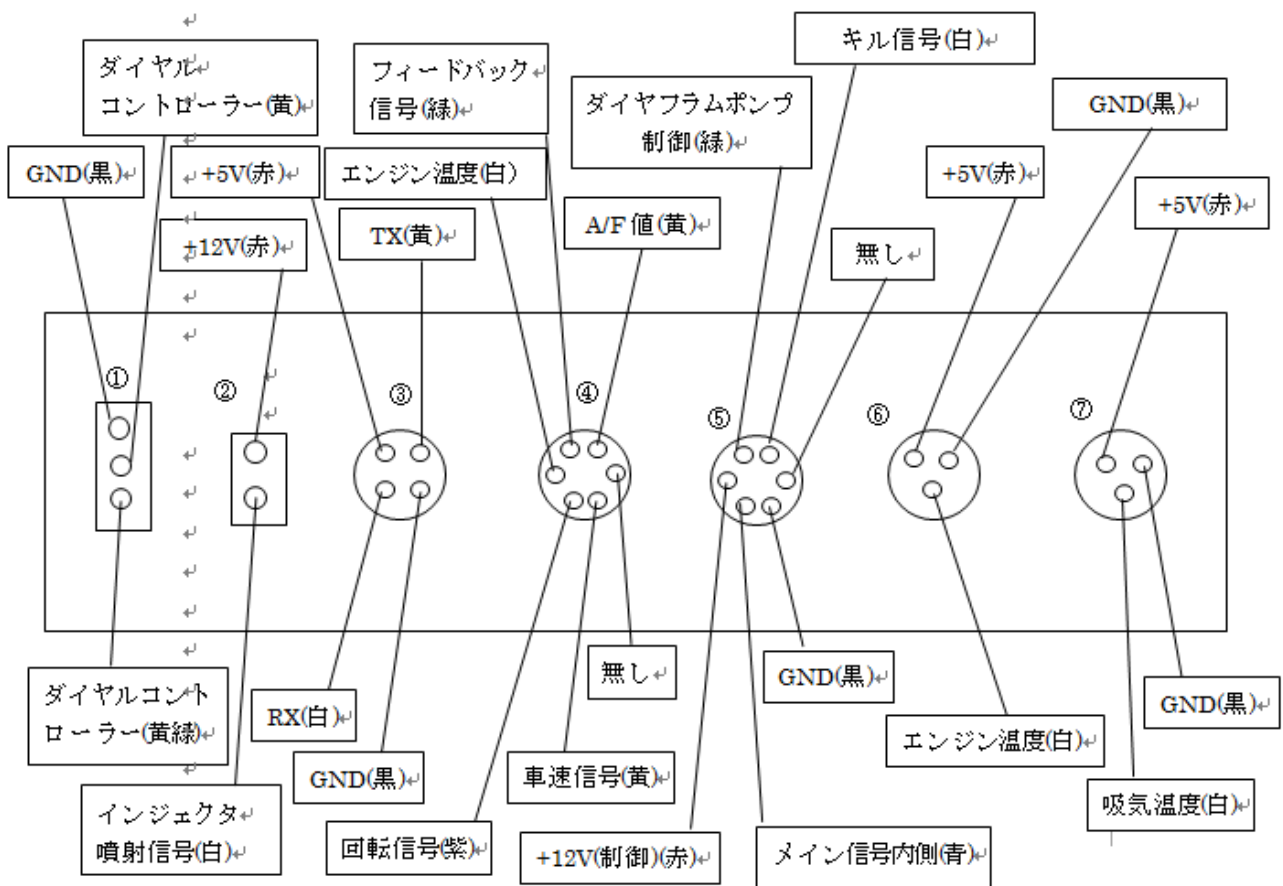 キル信号(白)↵
ダイヤル↵
コントローラー(黄)↵
フィードバック↵
信号(緑)↵
ダイヤフラムポンプ
制御(緑)↵
GND(黒)↵
GND(黒)↵
+5V(赤)↵
エンジン温度(白)
+5V(赤)↵
+5V(赤)↵
+12V(赤)↵
TX(黄)↵
A/F 値(黄)↵
無し↵
①
②
③
④
⑤
⑥
⑦
ダイヤルコント
ローラー(黄緑)↵
RX(白)↵
無し↵
GND(黒)↵
GND(黒)↵
GND(黒)↵
車速信号(黄)↵
エンジン温度(白)↵
インジェクタ↵
噴射信号(白)↵
回転信号(紫)↵
+12V(制御)(赤)↵
メイン信号内側(青)↵
吸気温度(白)↵